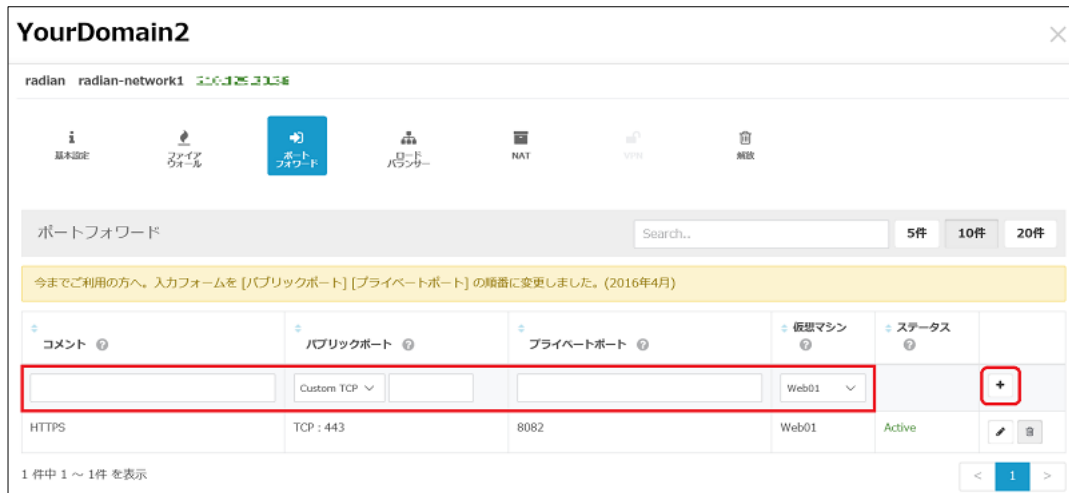 YourDomain2
radian radian-network1
基本設定
ファイア
ウォール
ポート
フォワード
ロード
バランサー
NAT
VPN
解放
ポートフォワード
Search..
5件 10件 20件
今までご利用の方へ。入力フォームを [パブリックポート] [プライベートポート] の順番に変更しました。(2016年4月)
コメント パブリックポート プライベートポート 仮想マシン ステータス
Custom TCP Web01
HTTPS TCP : 443 8082 Web01 Active
1 件中 1 ～ 1件 を表示
< 1 >